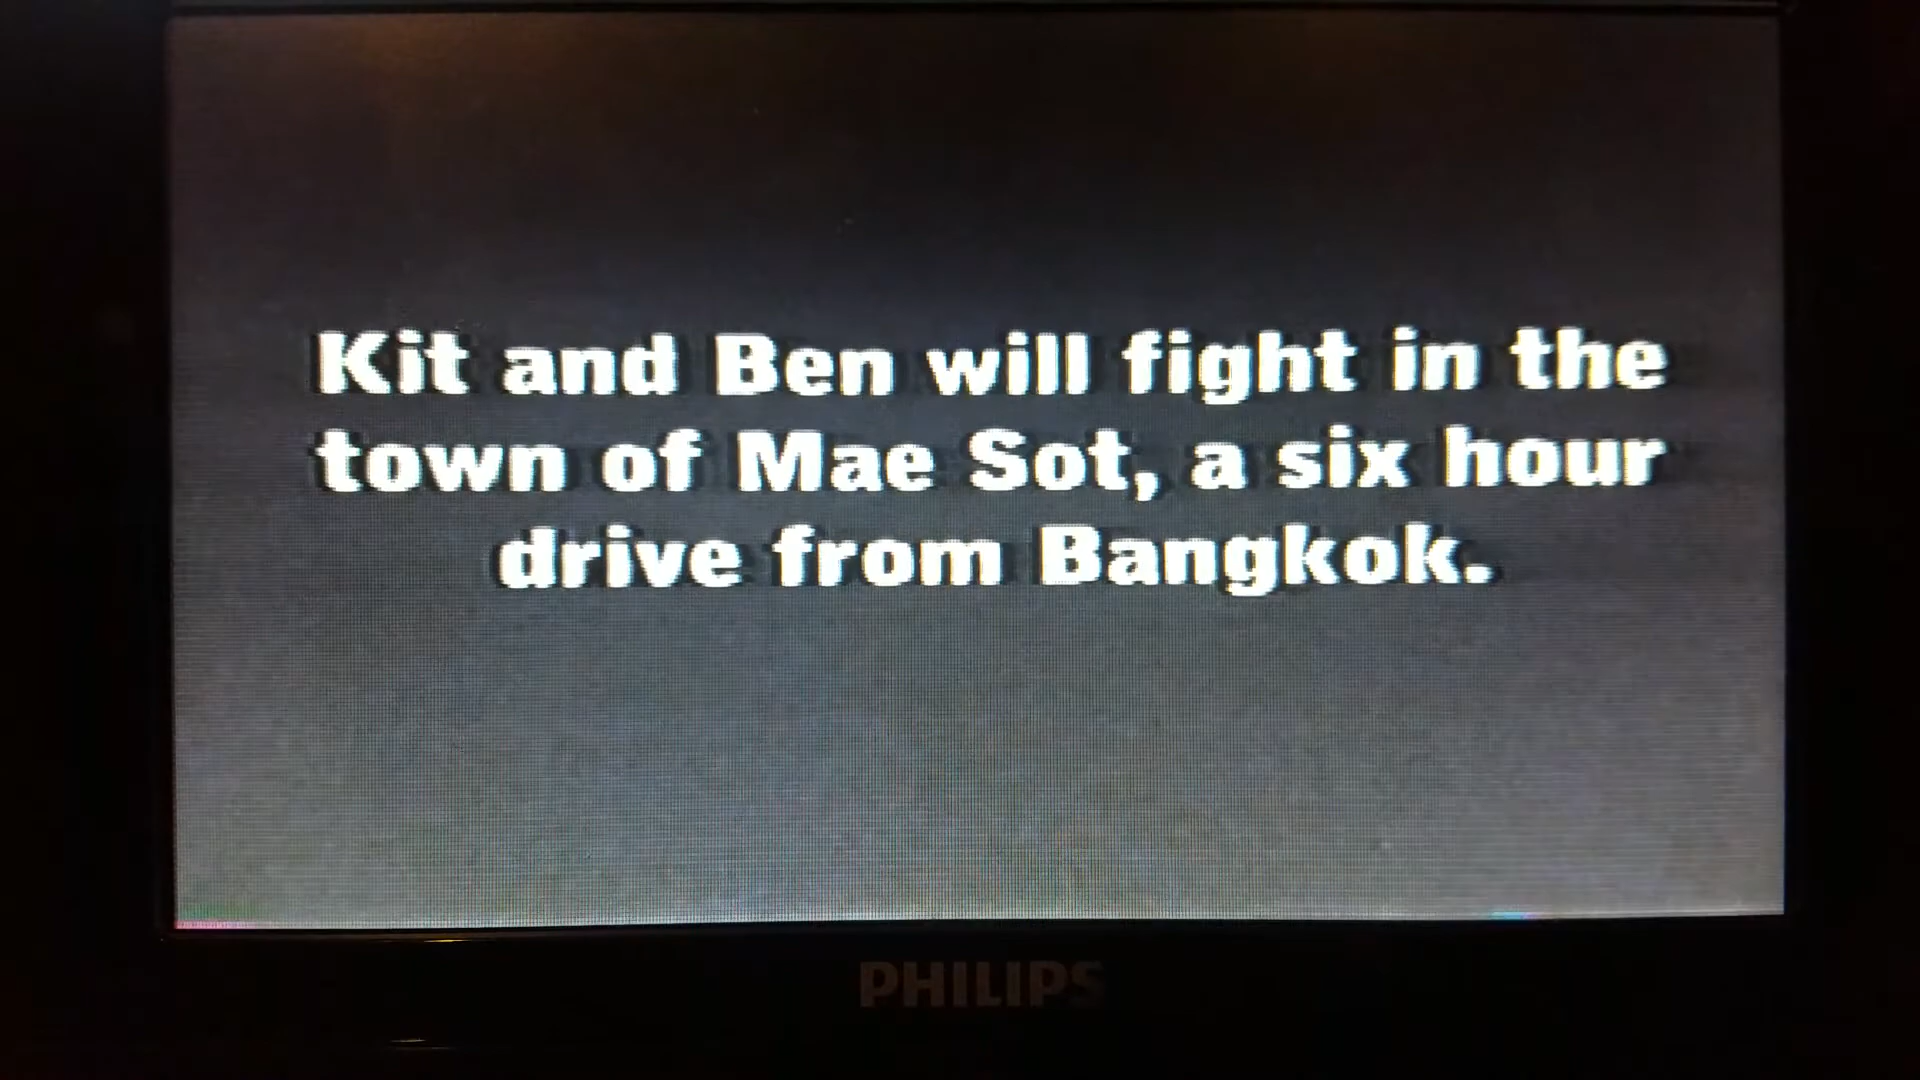 Kit and Ben will fight in the
town of Mae Sot, a six hour
drive from Bangkok.
PHILIPS